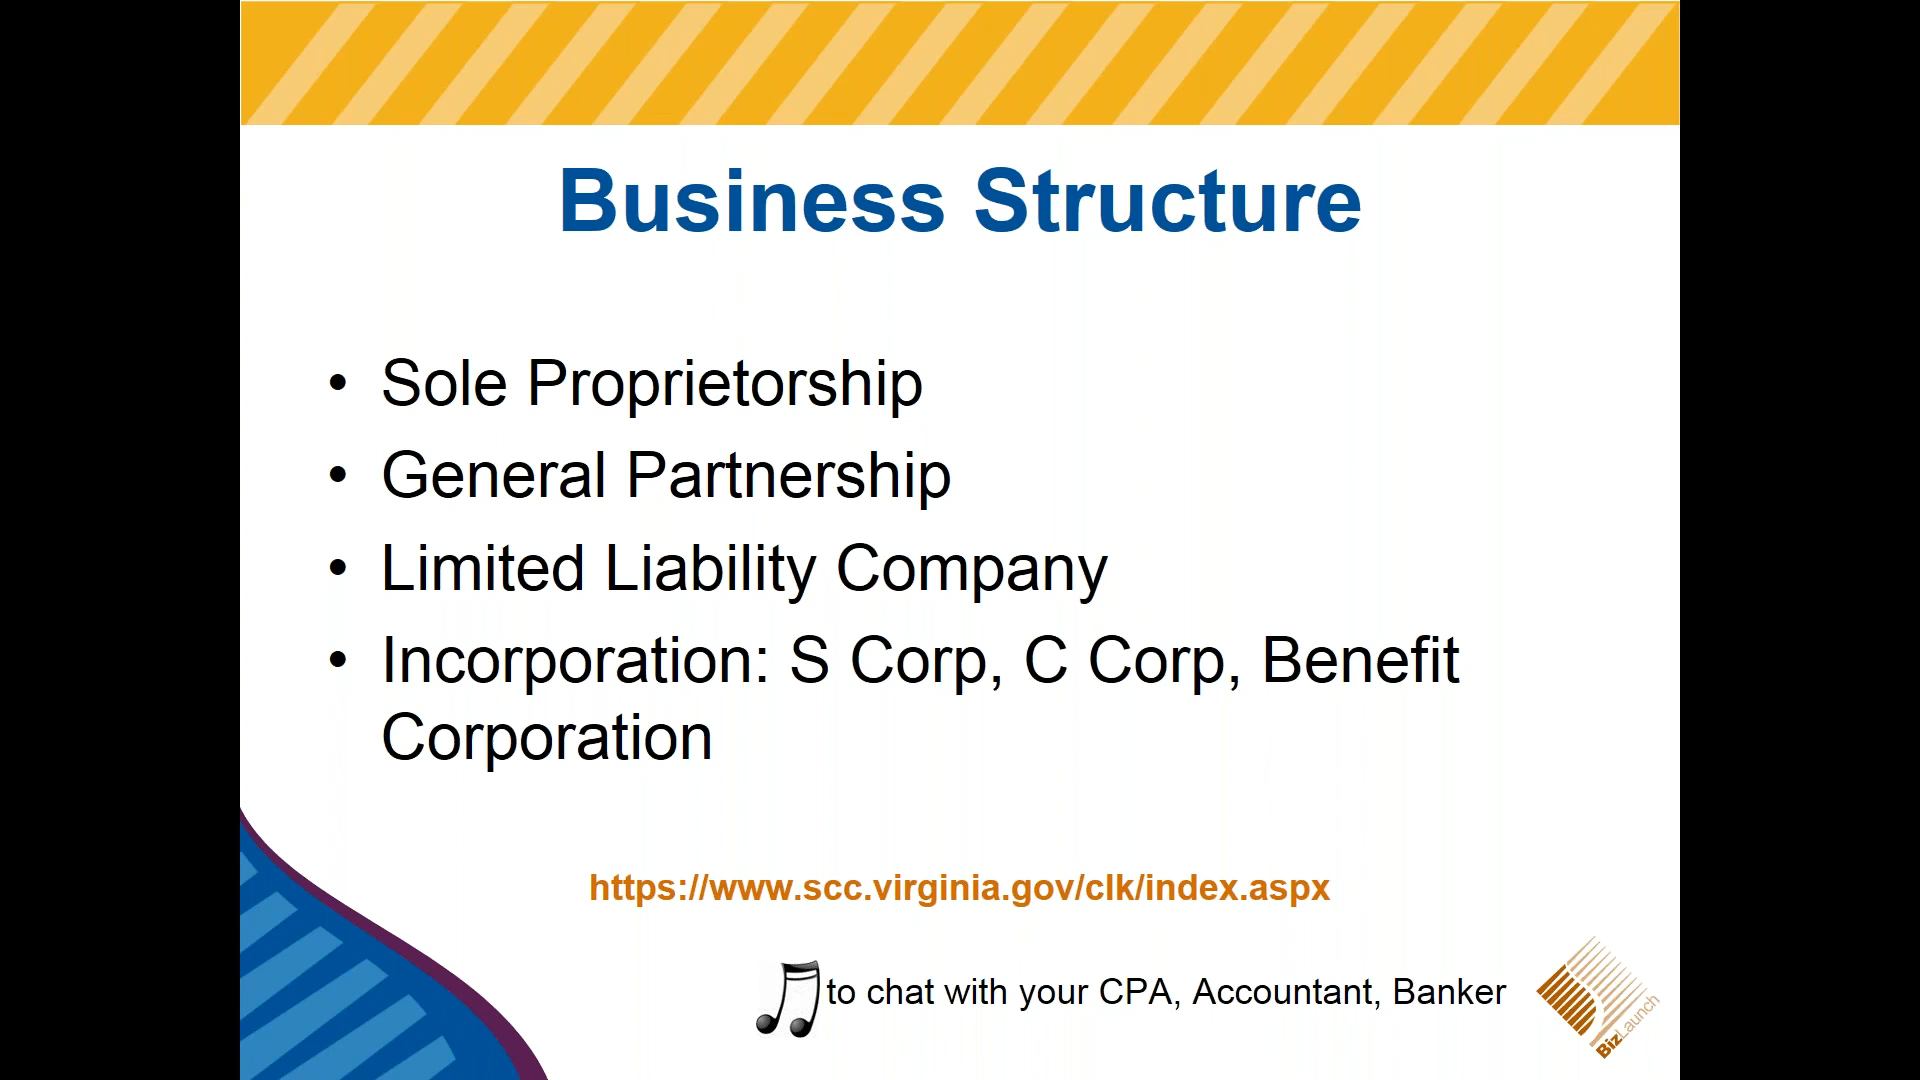 Business Structure
• Sole Proprietorship
• General Partnership
• Limited Liability Company
• Incorporation: S Corp, C Corp, Benefit
Corporation
https://www.scc.virginia.gov/clk/index.aspx
to chat with your CPA, Accountant, Banker
BizLaunch